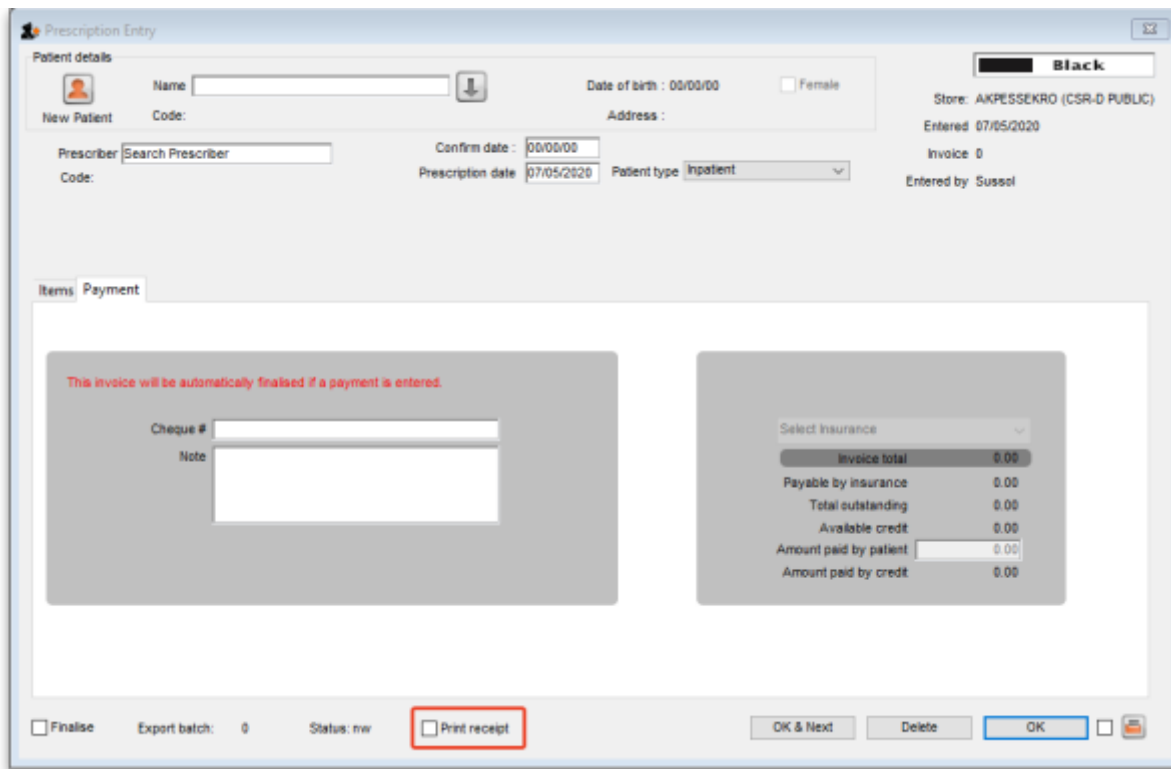 Prescription Entry
Patient details
Black
Name
Date of birth : 00/00/00
Female
Store: AKPESSEKRO (CSR-D PUBLIC)
New Patient
Code:
Address :
Entered 07/05/2020
Prescriber Search Prescriber
Confirm date : 00/00/00
Invoice 0
Code:
Prescription date 07/05/2020
Patient type Inpatient
Entered by Sussol
Items Payment
This invoice will be automatically finalised if a payment is entered.
Cheque #
Note
Select Insurance
Invoice total 0.00
Payable by insurance 0.00
Total outstanding 0.00
Available credit 0.00
Amount paid by patient 0.00
Amount paid by credit 0.00
Finalise
Export batch: 0
Status: nw
Print receipt
OK & Next
Delete
OK